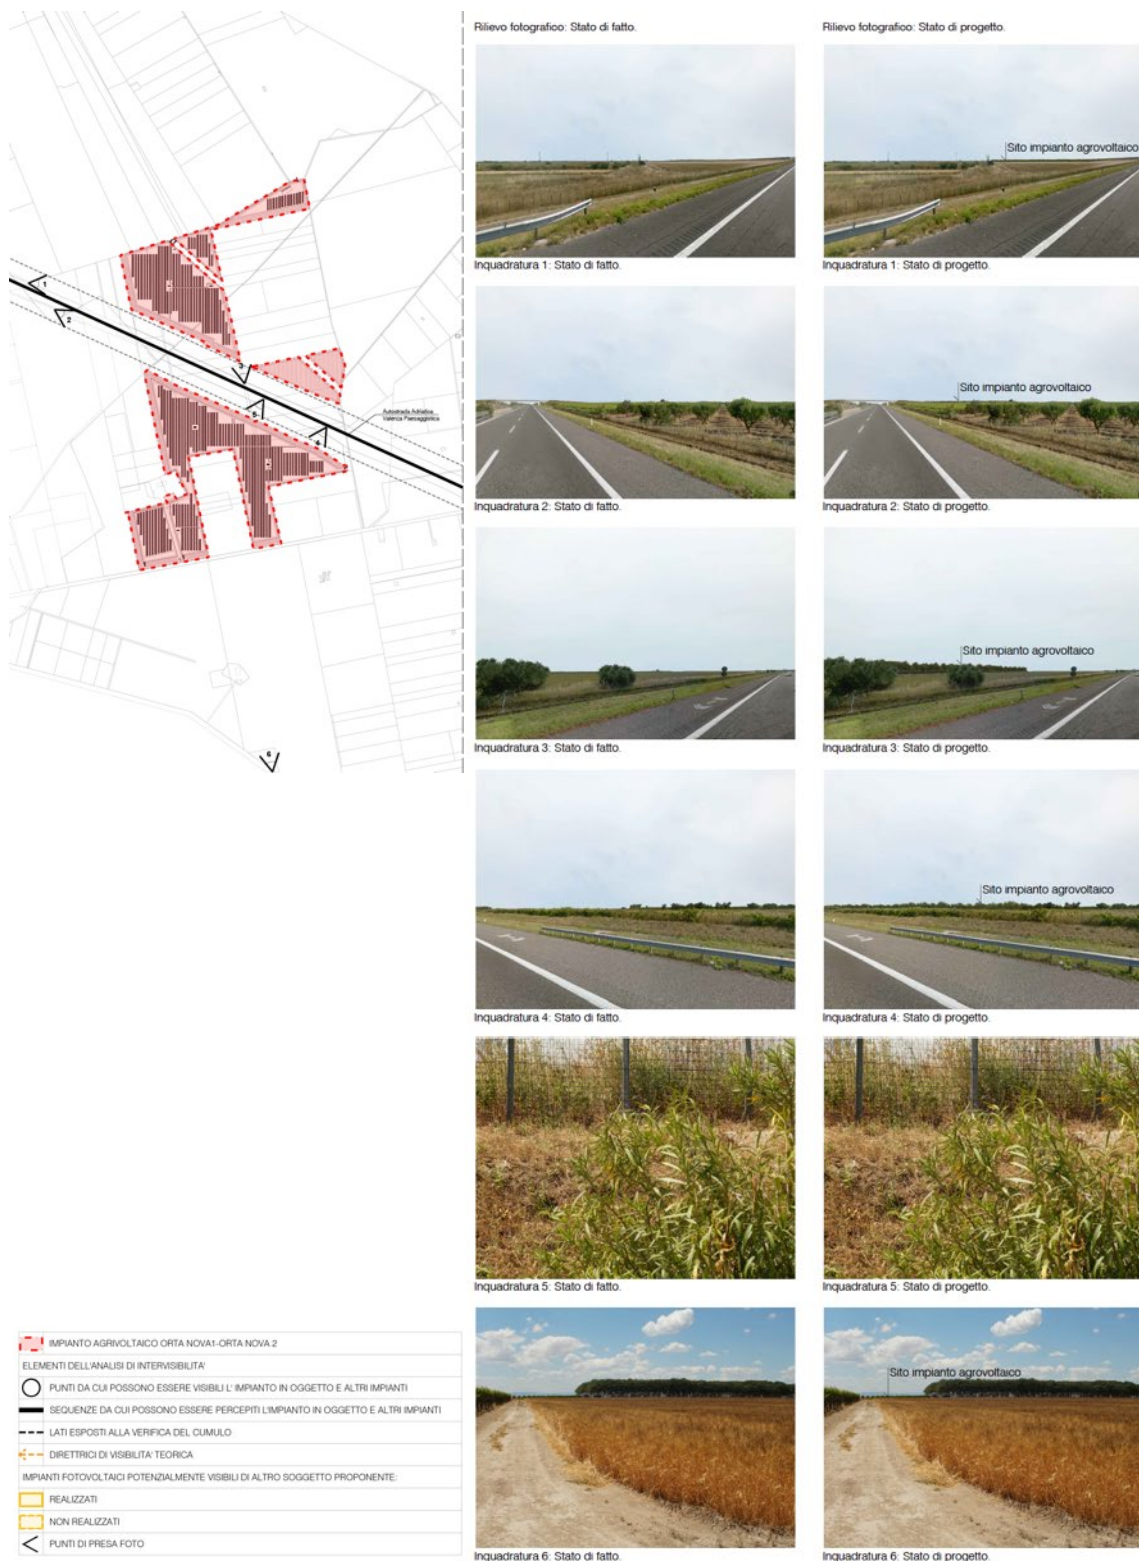 Rilievo fotografico: Stato di fatto.
Rilievo fotografico: Stato di progetto.
1
2
3
5
4
6
Autostrada Adriatica
Valenza Paesaggistica
Sito impianto agrovoltaico
Inquadratura 1: Stato di fatto.
Inquadratura 1: Stato di progetto.
Sito impianto agrovoltaico
Inquadratura 2: Stato di fatto.
Inquadratura 2: Stato di progetto.
Sito impianto agrovoltaico
Inquadratura 3: Stato di fatto.
Inquadratura 3: Stato di progetto.
Sito impianto agrovoltaico
Inquadratura 4: Stato di fatto.
Inquadratura 4: Stato di progetto.
Inquadratura 5: Stato di fatto.
Inquadratura 5: Stato di progetto.
Sito impianto agrovoltaico
Inquadratura 6: Stato di fatto.
Inquadratura 6: Stato di progetto.
IMPIANTO AGRIVOLTAICO ORTA NOVA1-ORTA NOVA 2
ELEMENTI DELL'ANALISI DI INTERVISIBILITA'
PUNTI DA CUI POSSONO ESSERE VISIBILI L' IMPIANTO IN OGGETTO E ALTRI IMPIANTI
SEQUENZE DA CUI POSSONO ESSERE PERCEPITI L'IMPIANTO IN OGGETTO E ALTRI IMPIANTI
LATI ESPOSTI ALLA VERIFICA DEL CUMULO
DIRETTRICI DI VISIBILITA' TEORICA
IMPIANTI FOTOVOLTAICI POTENZIALMENTE VISIBILI DI ALTRO SOGGETTO PROPONENTE:
REALIZZATI
NON REALIZZATI
PUNTI DI PRESA FOTO